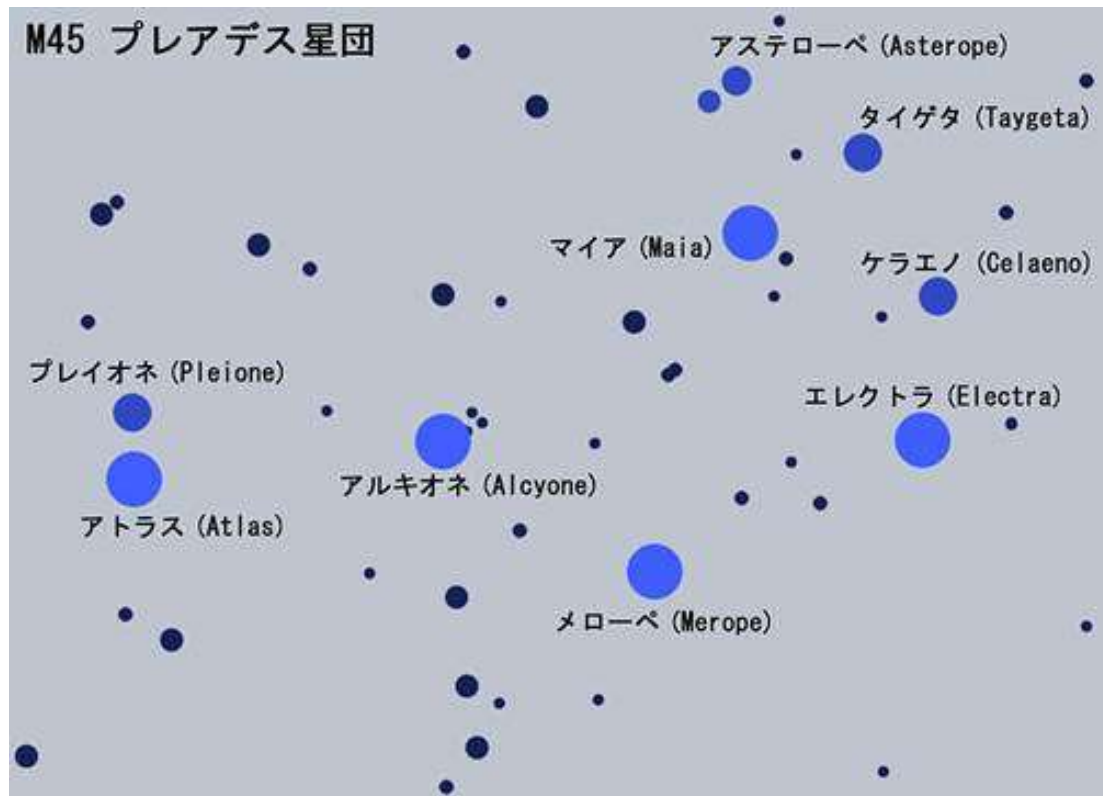 M45 プレアデス星団
アステローペ (Asterope)
タイゲタ (Taygeta)
マイア (Maia)
ケラエノ (Celaeno)
プレイオネ (Pleione)
エレクトラ (Electra)
アルキオネ (Alcyone)
アトラス (Atlas)
メローペ (Merope)